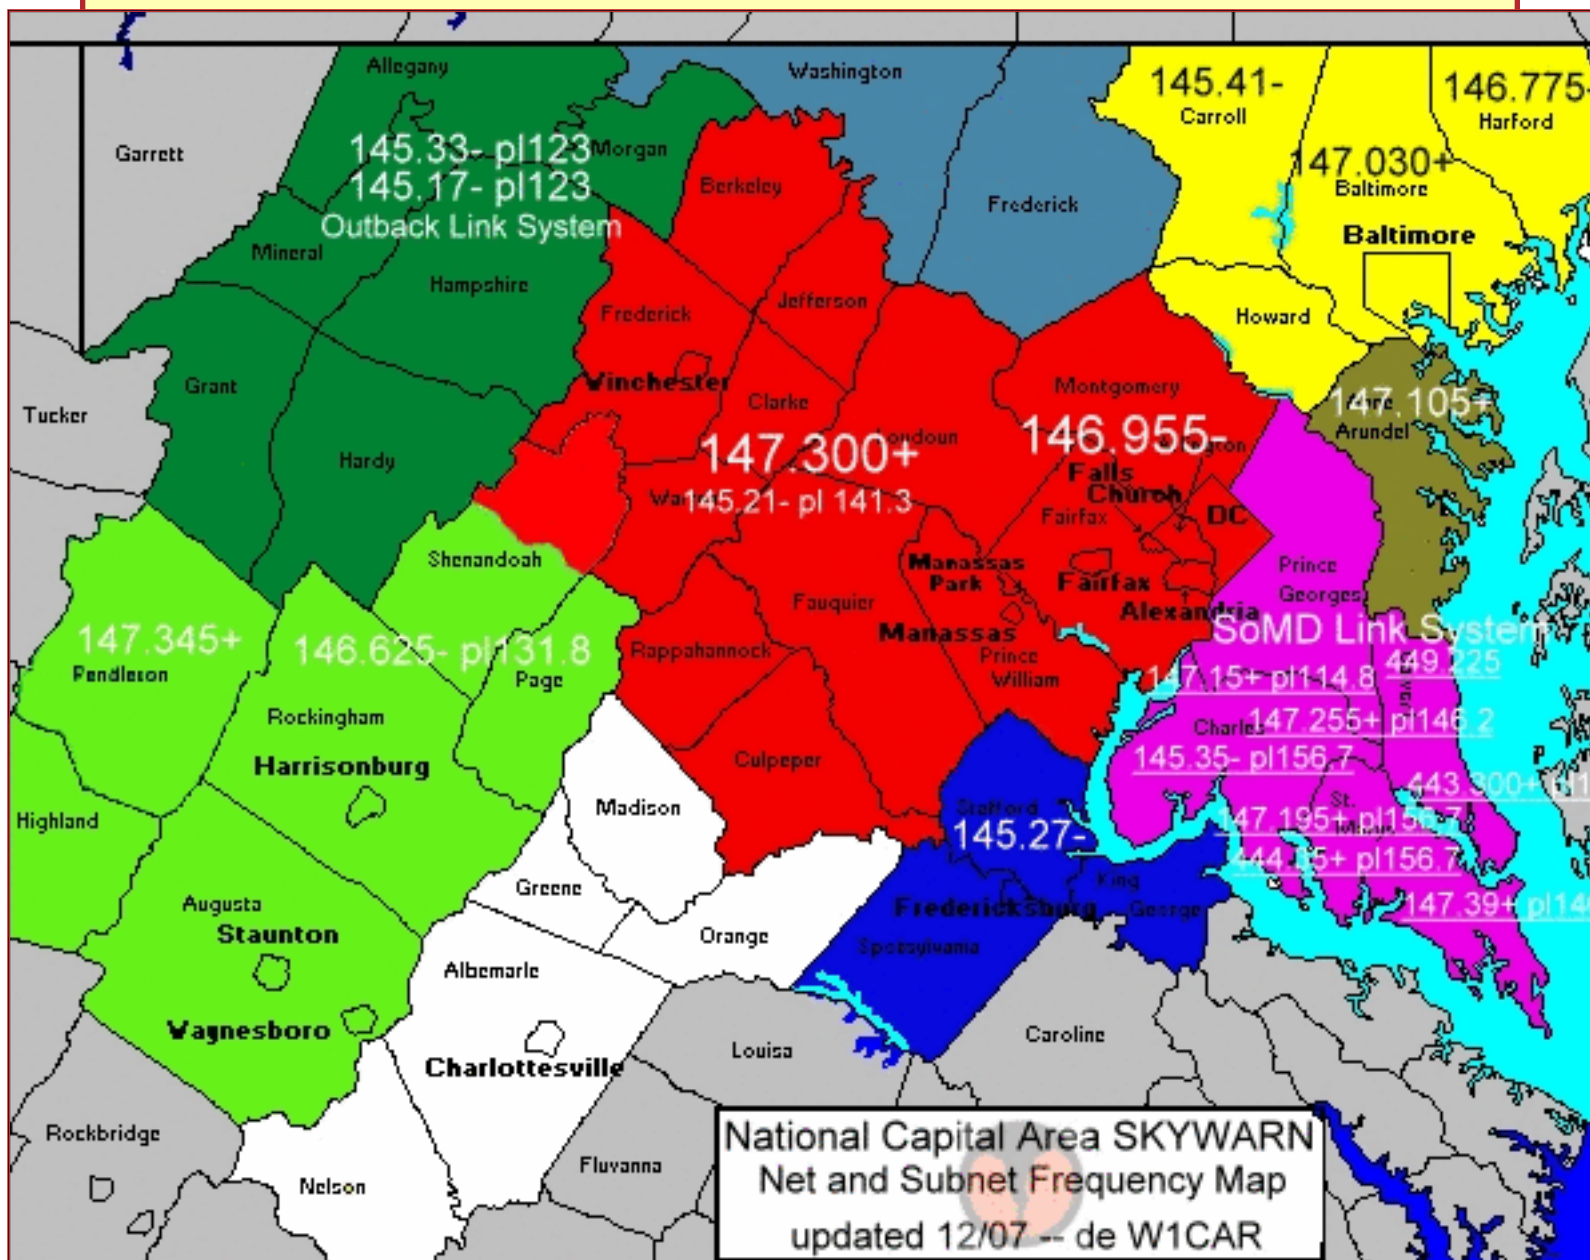 Allegany
Washington
145.41-
Carroll
146.775-
Harford
Garrett
145.33- pl123
145.17- pl123
Outback Link System
Morgan
Berkeley
Frederick
147.030+
Baltimore
Baltimore
Mineral
Hampshire
Frederick
Jefferson
Howard
Winchester
Clarke
Montgomery
Grant
Tucker
Hardy
147.300+
145.21- pl 141.3
Loudoun
146.955-
147.105+
Arundel
Falls
Church
Fairfax
DC
Shenandoah
Manassas
Park
Fairfax
Alexandria
Prince
Georges
Fauquier
Manassas
Prince
William
147.345+
Pendleton
146.625- pl131.8
Page
Rappahannock
SoMD Link System
147.15+ pl114.8
449.225
Rockingham
Harrisonburg
Charles
147.255+ pl146.2
145.35- pl156.7
Culpeper
Highland
Madison
Stafford
145.27-
443.300+
St.
147.195+ pl156.7
444.35+ pl156.7
Greene
King
George
Augusta
Staunton
Orange
Fredericksburg
Spotsylvania
147.39+
Albemarle
Waynesboro
Charlottesville
Louisa
Caroline
Rockbridge
Nelson
Fluvanna
National Capital Area SKYWARN
Net and Subnet Frequency Map
updated 12/07 -- de W1CAR